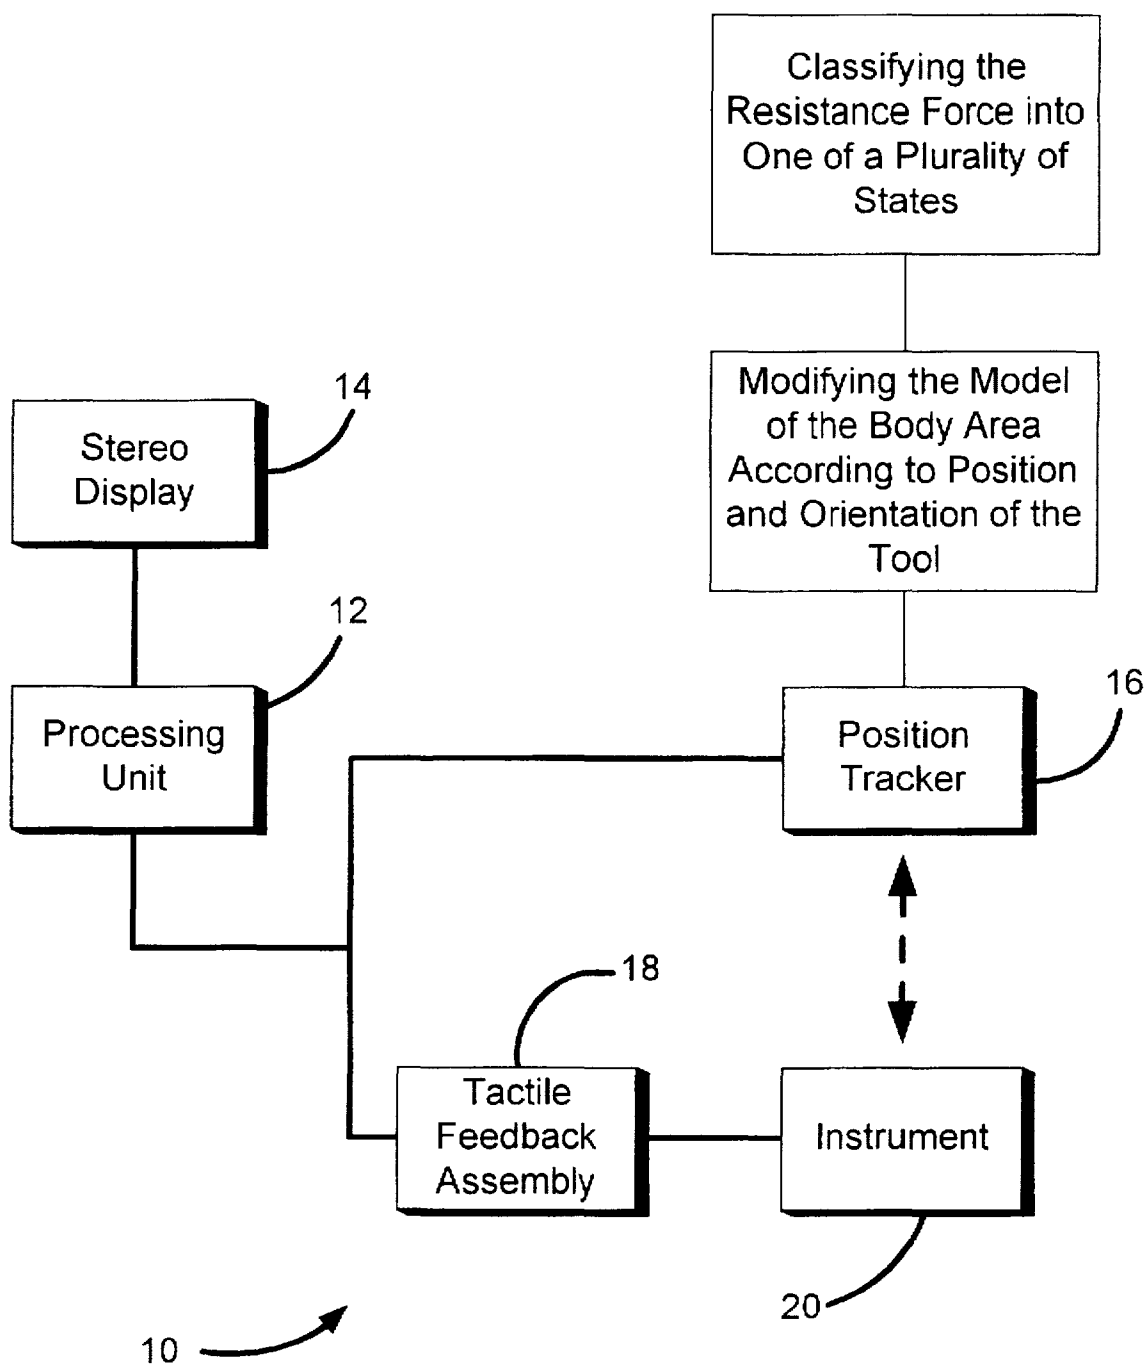 Classifying the
Resistance Force into
One of a Plurality of
States
Modifying the Model
of the Body Area
According to Position
and Orientation of the
Tool
14
Stereo
Display
12
Processing
Unit
16
Position
Tracker
18
Tactile
Feedback
Assembly
Instrument
20
10